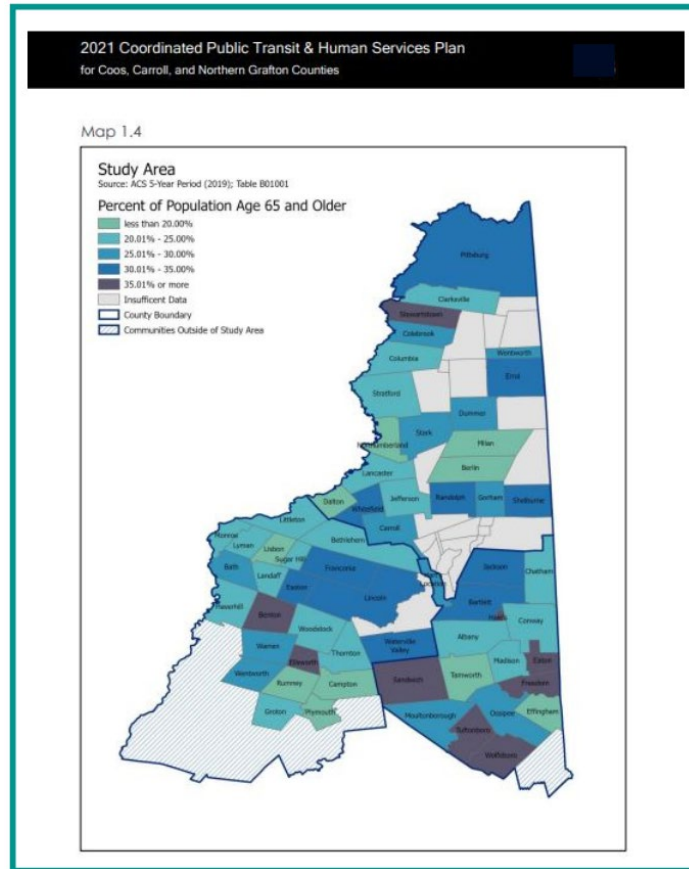 2021 Coordinated Public Transit & Human Services Plan
for Coos, Carroll, and Northern Grafton Counties
Map 1.4
Study Area
Source: ACS 5-Year Period (2019); Table B01001
Percent of Population Age 65 and Older
less than 20.00%
20.01% - 25.00%
25.01% - 30.00%
30.01% - 35.00%
35.01% or more
Insufficent Data
County Boundary
Communities Outside of Study Area
Pittsburg
Clarksville
Stewartstown
Colebrook
Wentworth
Columbia
Errol
Stratford
Dummer
Stark
Northumberland
Milan
Berlin
Lancaster
Dalton
Jefferson
Randolph
Gorham
Shelburne
Whitefield
Littleton
Carroll
Monroe
Bethlehem
Lyman
Lisbon
Sugar Hill
Jackson
Bath
Landaff
Franconia
Chatham
Easton
Lincoln
Bartlett
Haverhill
Benton
Conway
Woodstock
Albany
Warren
Thornton
Waterville
Valley
Ellsworth
Madison
Eaton
Wentworth
Sandwich
Tamworth
Freedom
Rumney
Campton
Groton
Plymouth
Moultonborough
Ossipee
Effingham
Tuftonboro
Wolfeboro